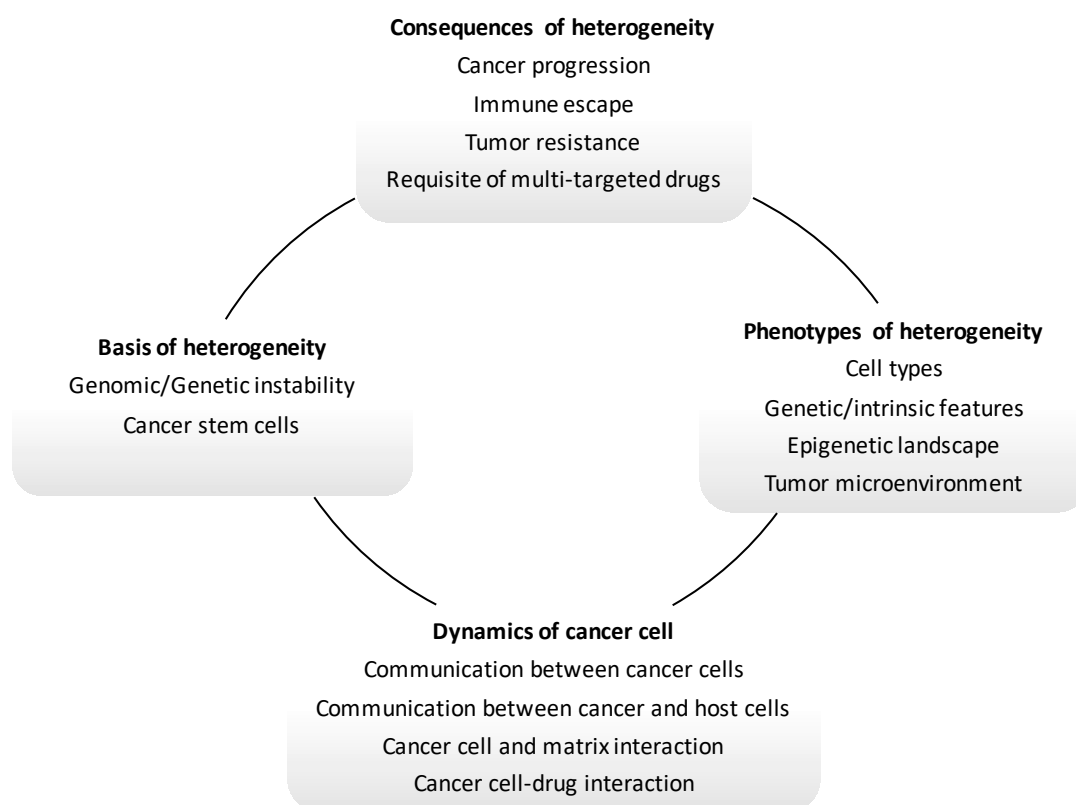 Consequences of heterogeneity
Cancer progression
Immune escape
Tumor resistance
Requisite of multi-targeted drugs
Basis of heterogeneity
Genomic/Genetic instability
Cancer stem cells
Phenotypes of heterogeneity
Cell types
Genetic/intrinsic features
Epigenetic landscape
Tumor microenvironment
Dynamics of cancer cell
Communication between cancer cells
Communication between cancer and host cells
Cancer cell and matrix interaction
Cancer cell-drug interaction